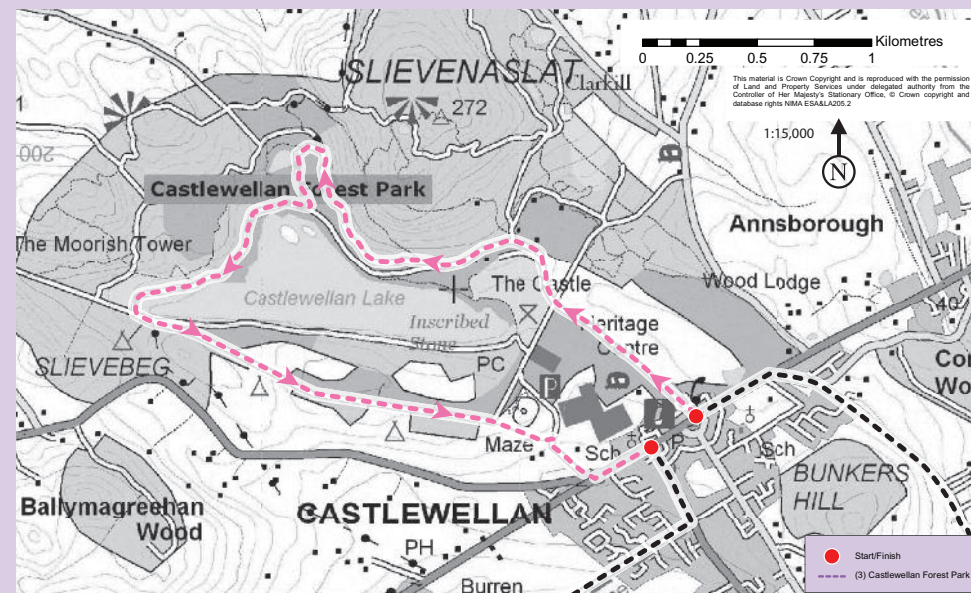 Kilometres
0 0.25 0.5 0.75 1
This material is Crown Copyright and is reproduced with the permission
of Land and Property Services under delegated authority from the
Controller of Her Majesty's Stationary Office, © Crown copyright and
database rights NIMA ESA&LA205.2
1:15,000
N
SLIEVENASLAT
Clarkill
272
200
Castlewellan Forest Park
Annsborough
The Moorish Tower
The Castle
Wood Lodge
Castlewellan Lake
40
Inscribed
Stone
Heritage
Centre
SLIEVEBEG
PC
P
i
Maze
Sch
P
Sch
BUNKERS
HILL
Ballymagreehan
Wood
CASTLEWELLAN
PH
Burren
Start/Finish
(3) Castlewellan Forest Park